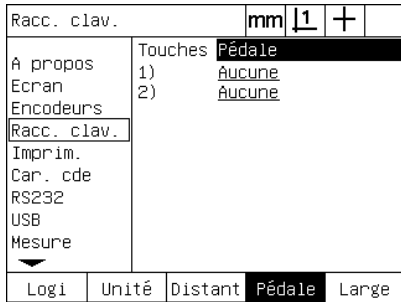 Racc. clav. mm 1
Touches Pédale
A propos
1) Aucune
Ecran
2) Aucune
Encodeurs
Racc. clav.
Imprim.
Car. cde
RS232
USB
Mesure
Logi Unité Distant Pédale Large